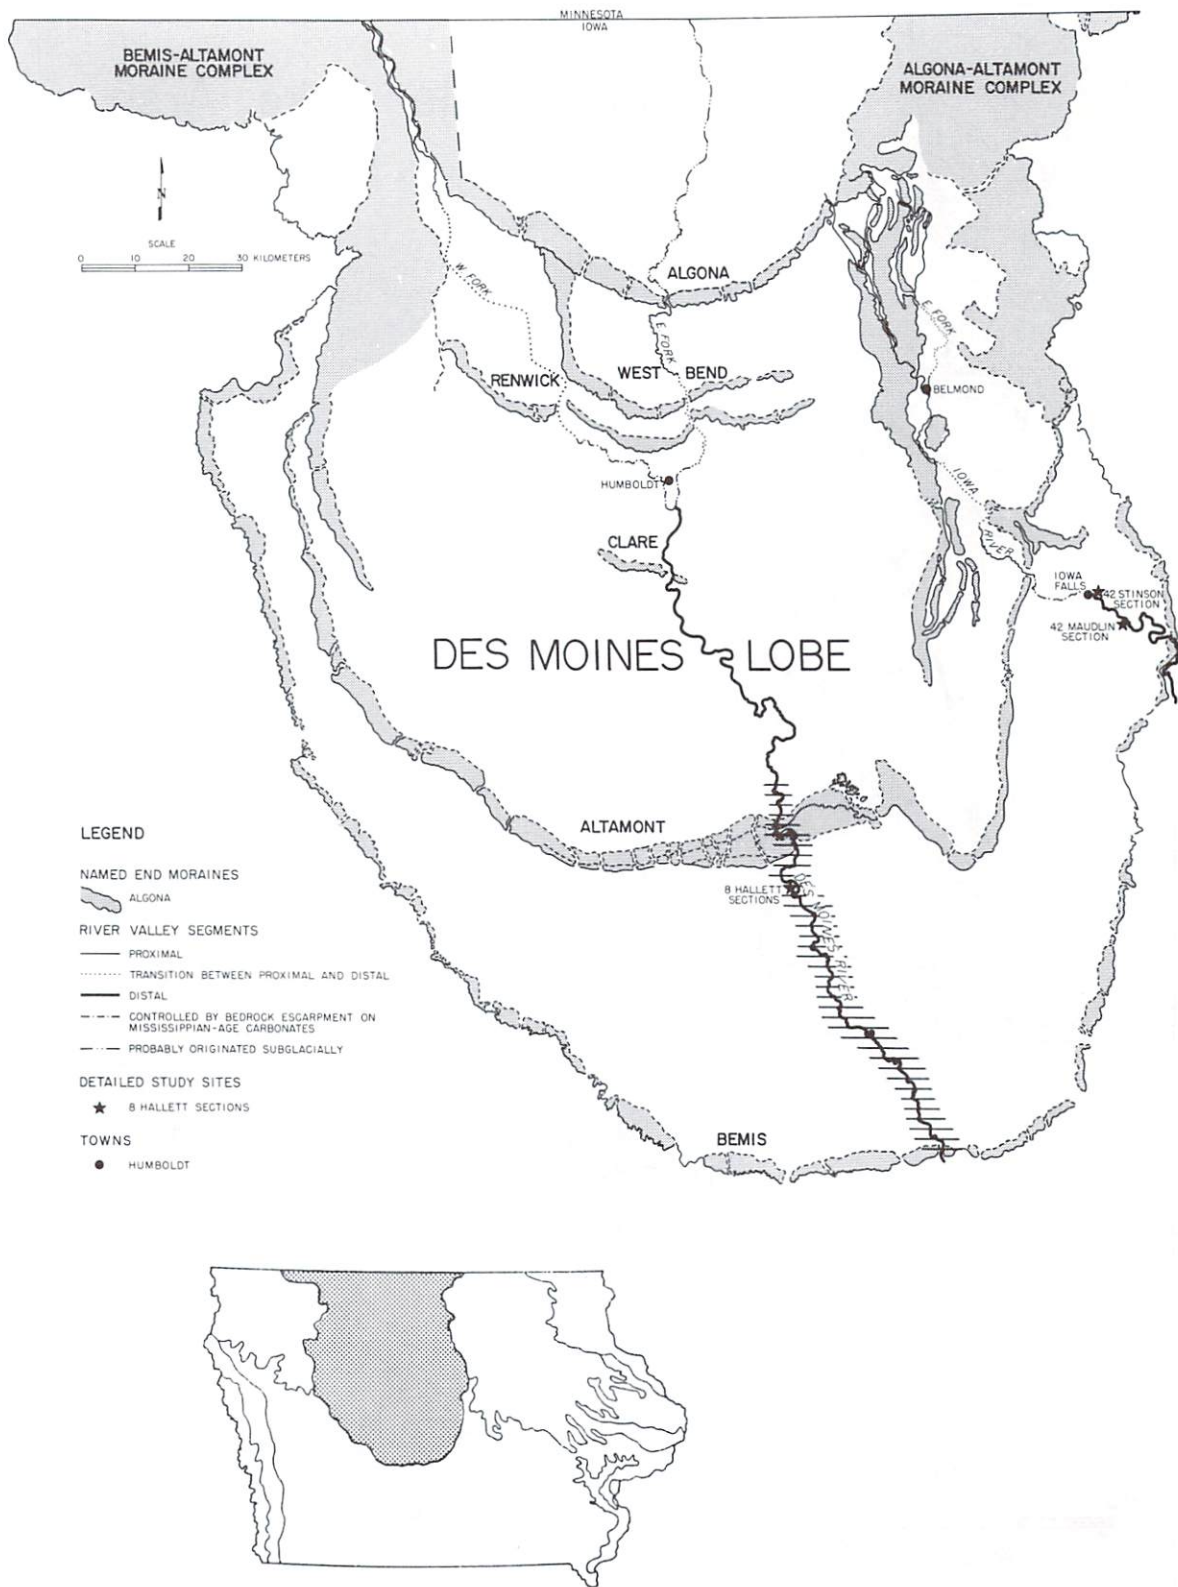 MINNESOTA
IOWA
BEMIS-ALTAMONT
MORAINE COMPLEX
ALGONA-ALTAMONT
MORAINE COMPLEX
N
SCALE
0 10 20 30 KILOMETERS
W. FORK
ALGONA
E. FORK
E. FORK
RENWICK
WEST BEND
BELMOND
HUMBOLDT
IOWA
RIVER
CLARE
IOWA
FALLS
42 STINSON
SECTION
42 MAUDLIN
SECTION
DES MOINES LOBE
ALTAMONT
8 HALLETT
SECTIONS
DES MOINES RIVER
BEMIS
LEGEND
NAMED END MORAINES
ALGONA
RIVER VALLEY SEGMENTS
PROXIMAL
TRANSITION BETWEEN PROXIMAL AND DISTAL
DISTAL
CONTROLLED BY BEDROCK ESCARPMENT ON
MISSISSIPPIAN-AGE CARBONATES
PROBABLY ORIGINATED SUBGLACIALLY
DETAILED STUDY SITES
8 HALLETT SECTIONS
TOWNS
HUMBOLDT